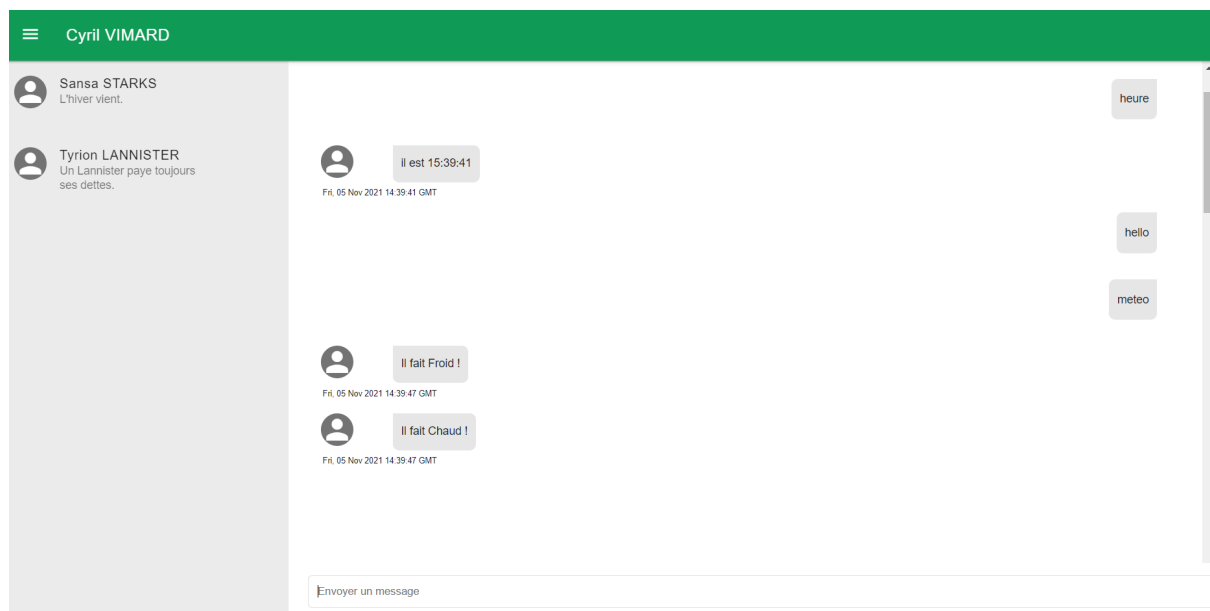 Cyril VIMARD
Sansa STARKS
L'hiver vient.
Tyrion LANNISTER
Un Lannister paye toujours
ses dettes.
heure
il est 15:39:41
Fri, 05 Nov 2021 14:39:41 GMT
hello
meteo
Il fait Froid !
Fri, 05 Nov 2021 14:39:47 GMT
Il fait Chaud !
Fri, 05 Nov 2021 14:39:47 GMT
Envoyer un message